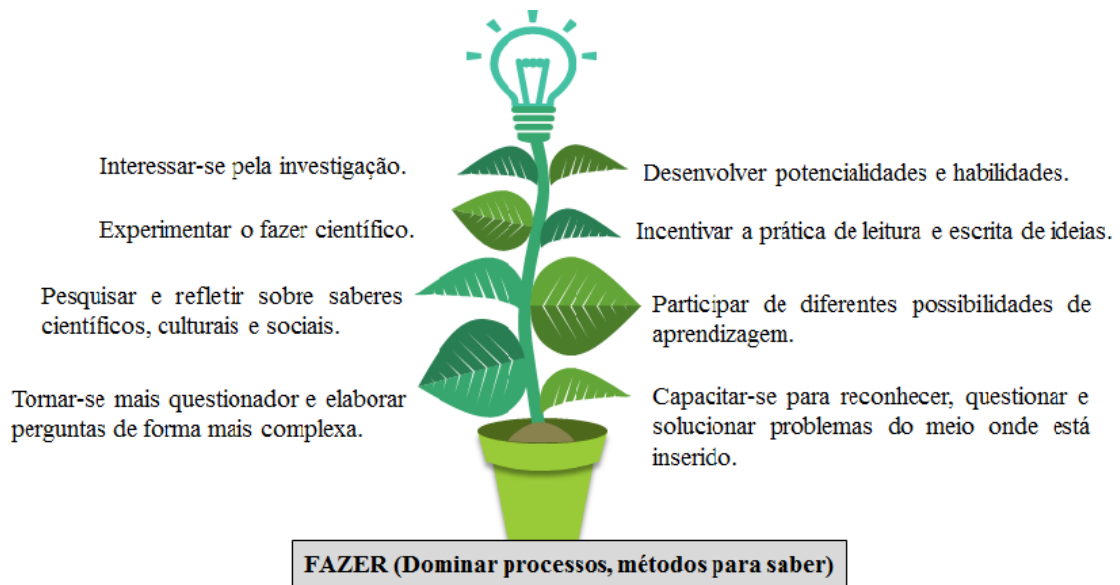 Interessar-se pela investigação.
Experimentar o fazer científico.
Pesquisar e refletir sobre saberes
científicos, culturais e sociais.
Tornar-se mais questionador e elaborar
perguntas de forma mais complexa.
Desenvolver potencialidades e habilidades.
Incentivar a prática de leitura e escrita de ideias.
Participar de diferentes possibilidades de
aprendizagem.
Capacitar-se para reconhecer, questionar e
solucionar problemas do meio onde está
inserido.
FAZER (Dominar processos, métodos para saber)